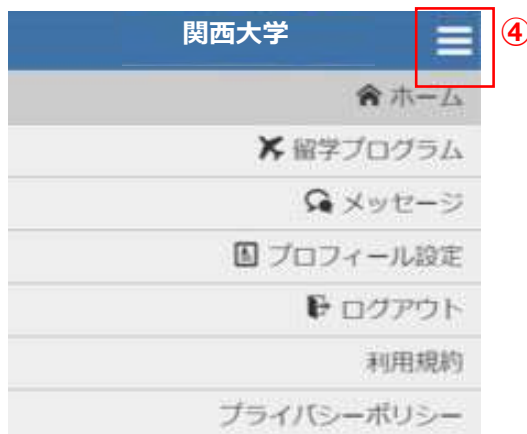 関西大学
④
ホーム
留学プログラム
メッセージ
プロフィール設定
ログアウト
利用規約
プライバシーポリシー